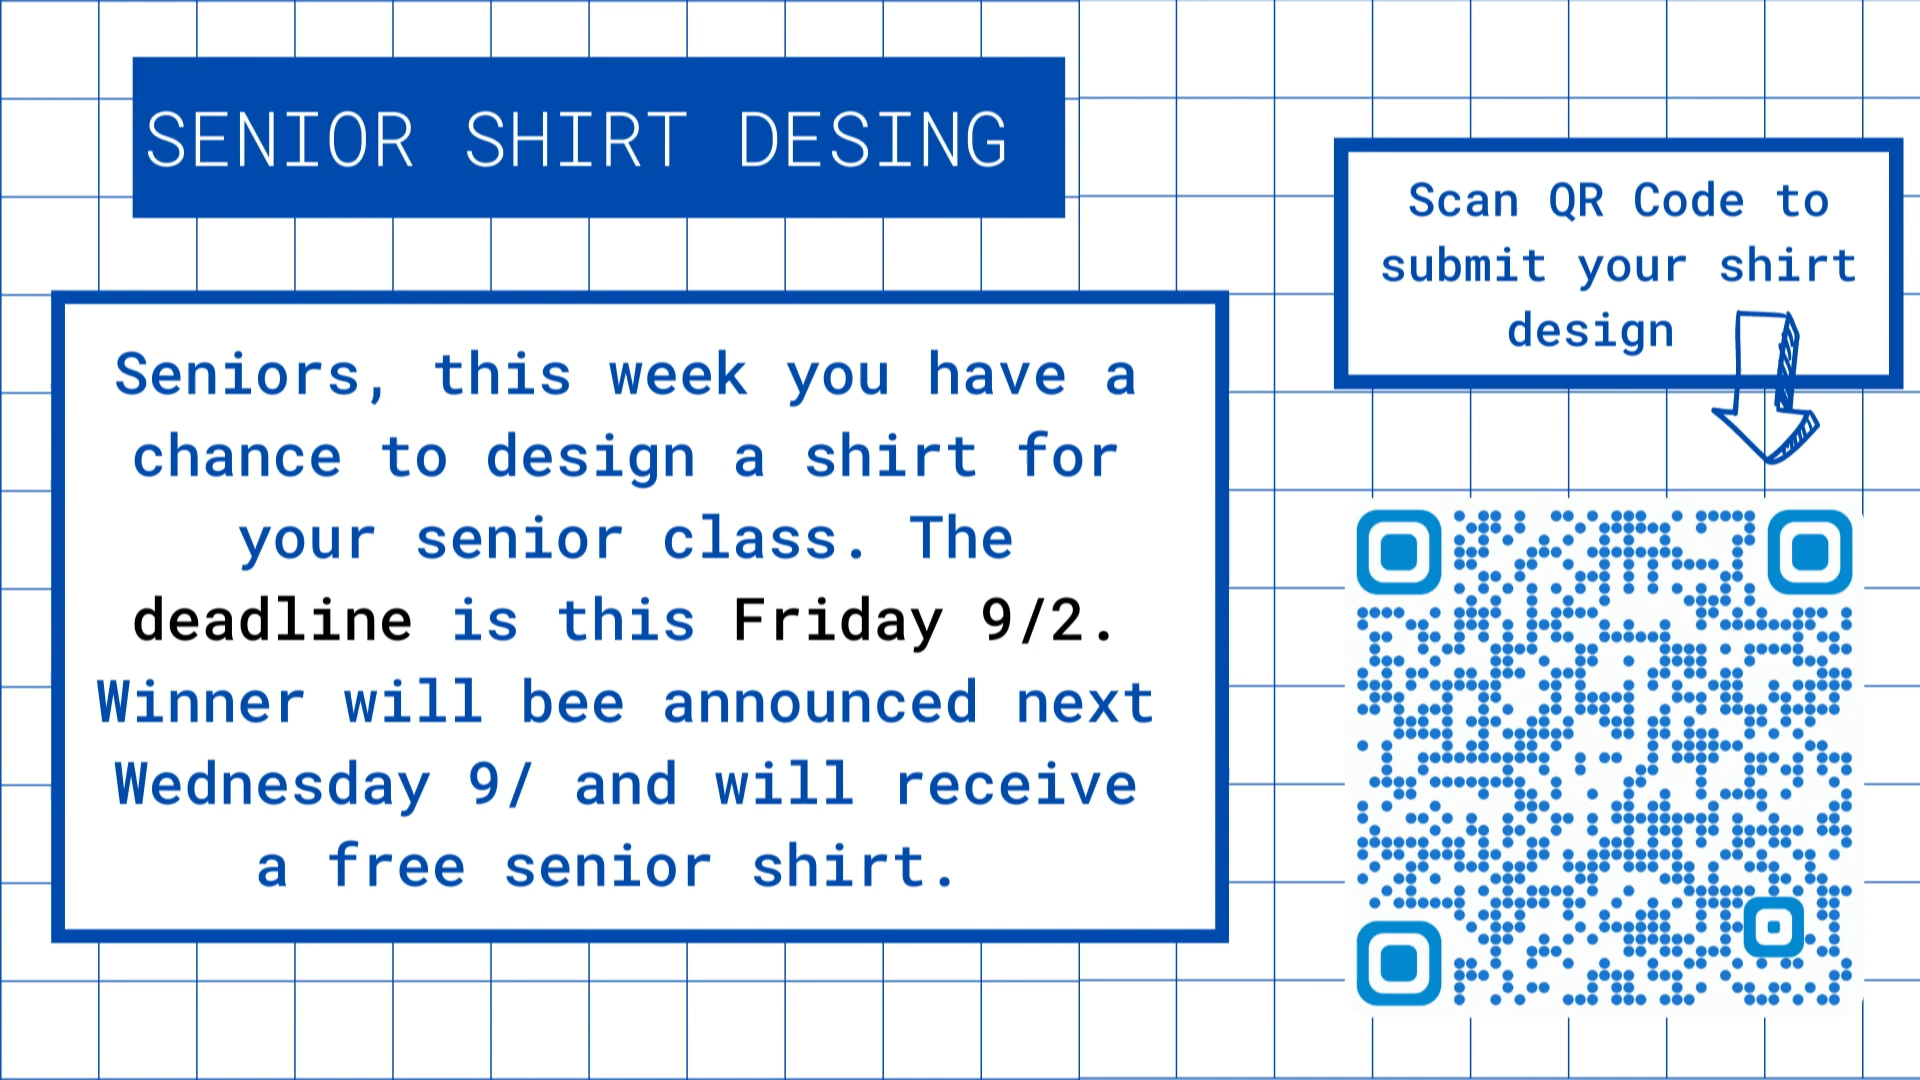 SENIOR SHIRT DESING
Seniors, this week you have a
chance to design a shirt for
your senior class. The
deadline is this Friday 9/2.
Winner will bee announced next
Wednesday 9/ and will receive
a free senior shirt.
Scan QR Code to
submit your shirt
design